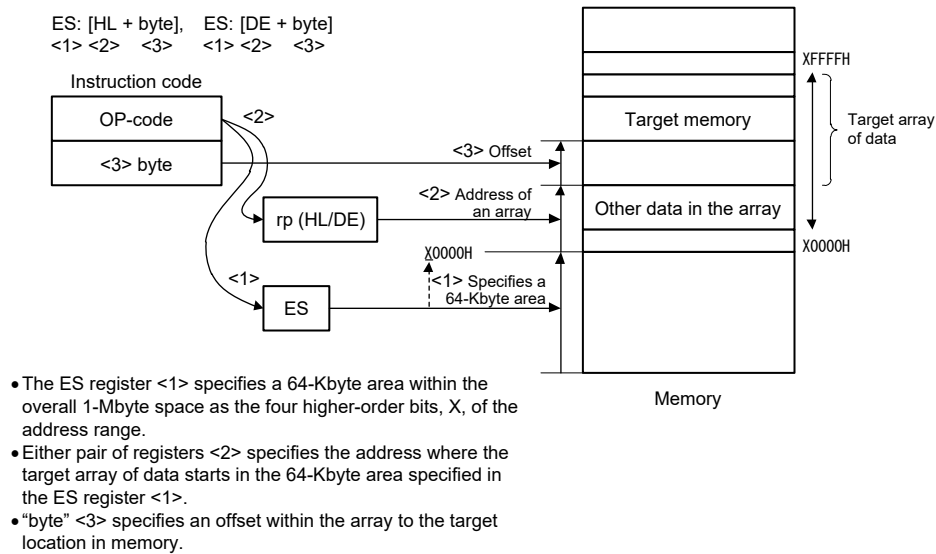 ES: [HL + byte], ES: [DE + byte]
<1> <2> <3> <1> <2> <3>
Instruction code
OP-code
<3> byte
<2>
<1>
rp (HL/DE)
ES
<3> Offset
<2> Address of
an array
X0000H
<1> Specifies a
64-Kbyte area
Target memory
Other data in the array
XFFFFH
Target array
of data
X0000H
Memory
• The ES register <1> specifies a 64-Kbyte area within the
overall 1-Mbyte space as the four higher-order bits, X, of the
address range.
• Either pair of registers <2> specifies the address where the
target array of data starts in the 64-Kbyte area specified in
the ES register <1>.
• “byte” <3> specifies an offset within the array to the target
location in memory.